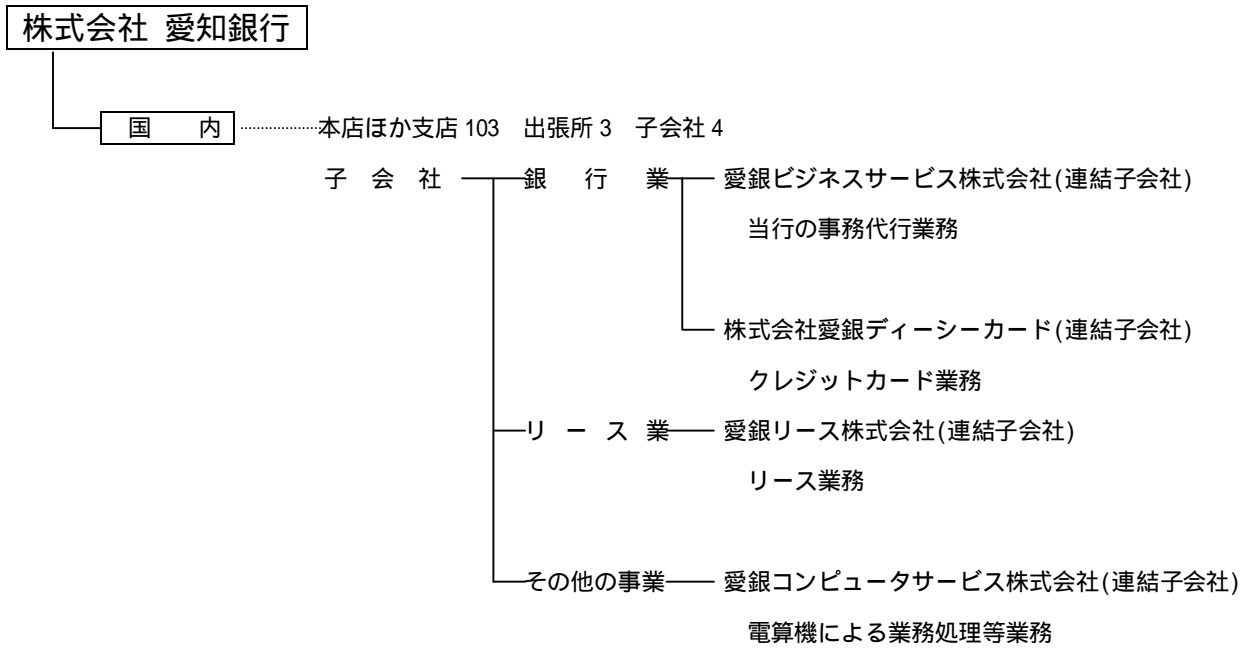 株式会社 愛知銀行
国 内 本店ほか支店 103 出張所 3 子会社 4
子 会 社 銀 行 業 愛銀ビジネスサービス株式会社(連結子会社)
当行の事務代行業務
株式会社愛銀ディーシーカード(連結子会社)
クレジットカード業務
リ ー ス 業 愛銀リース株式会社(連結子会社)
リース業務
その他の事業 愛銀コンピュータサービス株式会社(連結子会社)
電算機による業務処理等業務